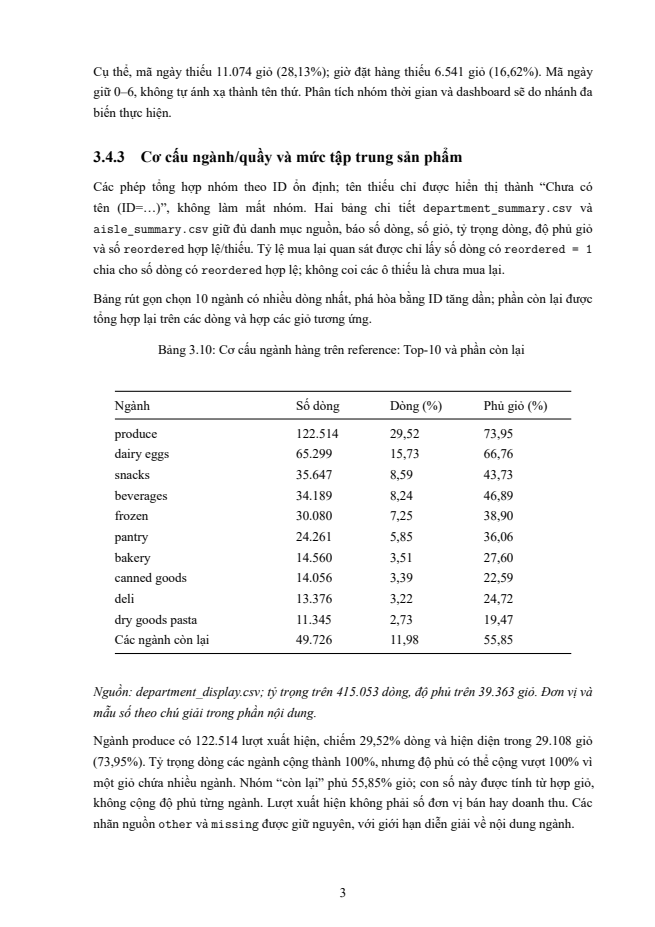 Cụ thể, mã ngày thiếu 11.074 giỏ (28,13%); giờ đặt hàng thiếu 6.541 giỏ (16,62%). Mã ngày
giữ 0–6, không tự ánh xạ thành tên thứ. Phân tích nhóm thời gian và dashboard sẽ do nhánh đa
biến thực hiện.
3.4.3 Cơ cấu ngành/quầy và mức tập trung sản phẩm
Các phép tổng hợp nhóm theo ID ổn định; tên thiếu chỉ được hiển thị thành “Chưa có
tên (ID=…)”, không làm mất nhóm. Hai bảng chi tiết department_summary.csv và
aisle_summary.csv giữ đủ danh mục nguồn, báo số dòng, số giỏ, tỷ trọng dòng, độ phủ giỏ
và số reordered hợp lệ/thiếu. Tỷ lệ mua lại quan sát được chỉ lấy số dòng có reordered = 1
chia cho số dòng có reordered hợp lệ; không coi các ô thiếu là chưa mua lại.
Bảng rút gọn chọn 10 ngành có nhiều dòng nhất, phá hòa bằng ID tăng dần; phần còn lại được
tổng hợp lại trên các dòng và hợp các giỏ tương ứng.
Bảng 3.10: Cơ cấu ngành hàng trên reference: Top-10 và phần còn lại
Ngành Số dòng Dòng (%) Phủ giỏ (%)
produce 122.514 29,52 73,95
dairy eggs 65.299 15,73 66,76
snacks 35.647 8,59 43,73
beverages 34.189 8,24 46,89
frozen 30.080 7,25 38,90
pantry 24.261 5,85 36,06
bakery 14.560 3,51 27,60
canned goods 14.056 3,39 22,59
deli 13.376 3,22 24,72
dry goods pasta 11.345 2,73 19,47
Các ngành còn lại 49.726 11,98 55,85
Nguồn: department_display.csv; tỷ trọng trên 415.053 dòng, độ phủ trên 39.363 giỏ. Đơn vị và
mẫu số theo chú giải trong phần nội dung.
Ngành produce có 122.514 lượt xuất hiện, chiếm 29,52% dòng và hiện diện trong 29.108 giỏ
(73,95%). Tỷ trọng dòng các ngành cộng thành 100%, nhưng độ phủ có thể cộng vượt 100% vì
một giỏ chứa nhiều ngành. Nhóm “còn lại” phủ 55,85% giỏ; con số này được tính từ hợp giỏ,
không cộng độ phủ từng ngành. Lượt xuất hiện không phải số đơn vị bán hay doanh thu. Các
nhãn nguồn other và missing được giữ nguyên, với giới hạn diễn giải về nội dung ngành.
3